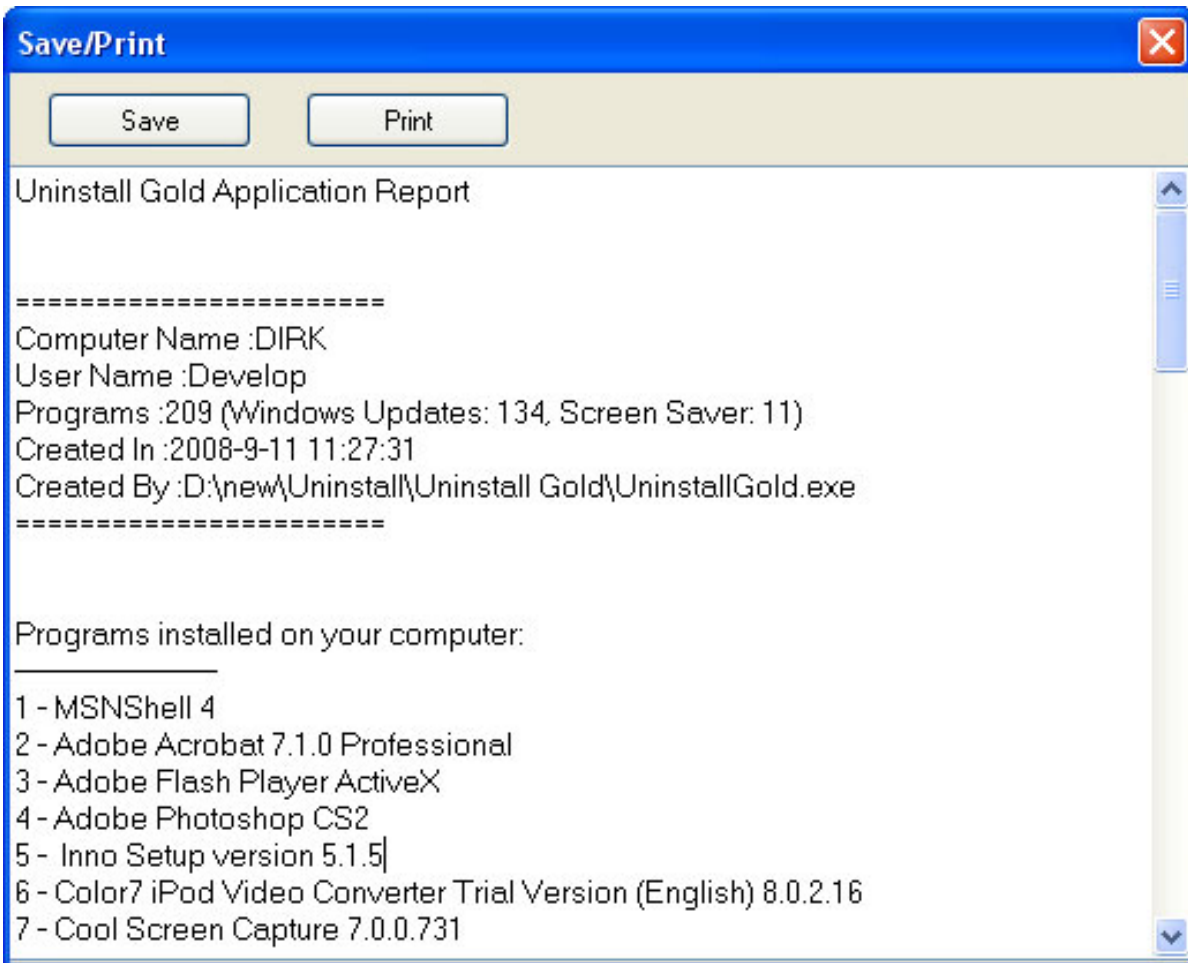 Save/Print
Save Print
Uninstall Gold Application Report
=======================
Computer Name :DIRK
User Name :Develop
Programs :209 (Windows Updates: 134, Screen Saver: 11)
Created In :2008-9-11 11:27:31
Created By :D:\new\Uninstall\Uninstall Gold\UninstallGold.exe
=======================
Programs installed on your computer:
1 - MSNShell 4
2 - Adobe Acrobat 7.1.0 Professional
3 - Adobe Flash Player ActiveX
4 - Adobe Photoshop CS2
5 -  Inno Setup version 5.1.5
6 - Color7 iPod Video Converter Trial Version (English) 8.0.2.16
7 - Cool Screen Capture 7.0.0.731